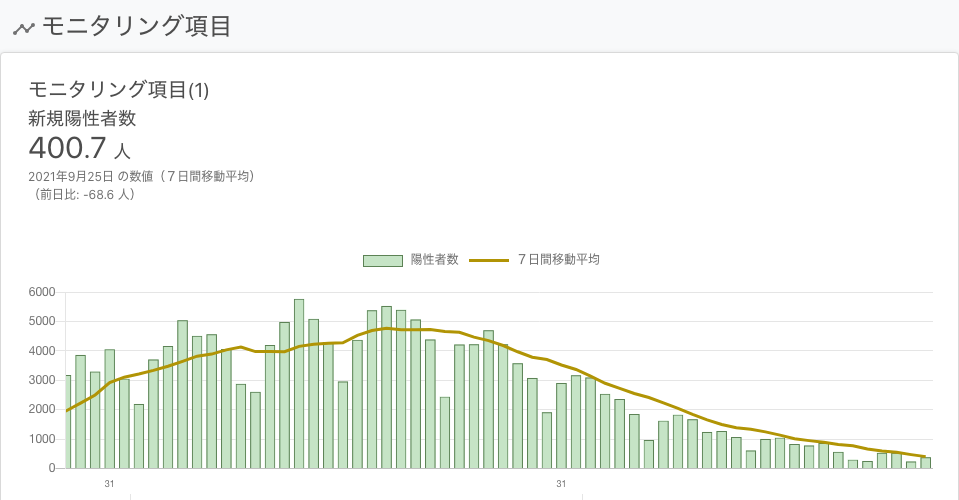 モニタリング項目
モニタリング項目(1)
新規陽性者数
400.7 人
2021年9月25日 の数値（７日間移動平均）
（前日比: -68.6 人）
陽性者数 ７日間移動平均
6000
5000
4000
3000
2000
1000
0
31 31